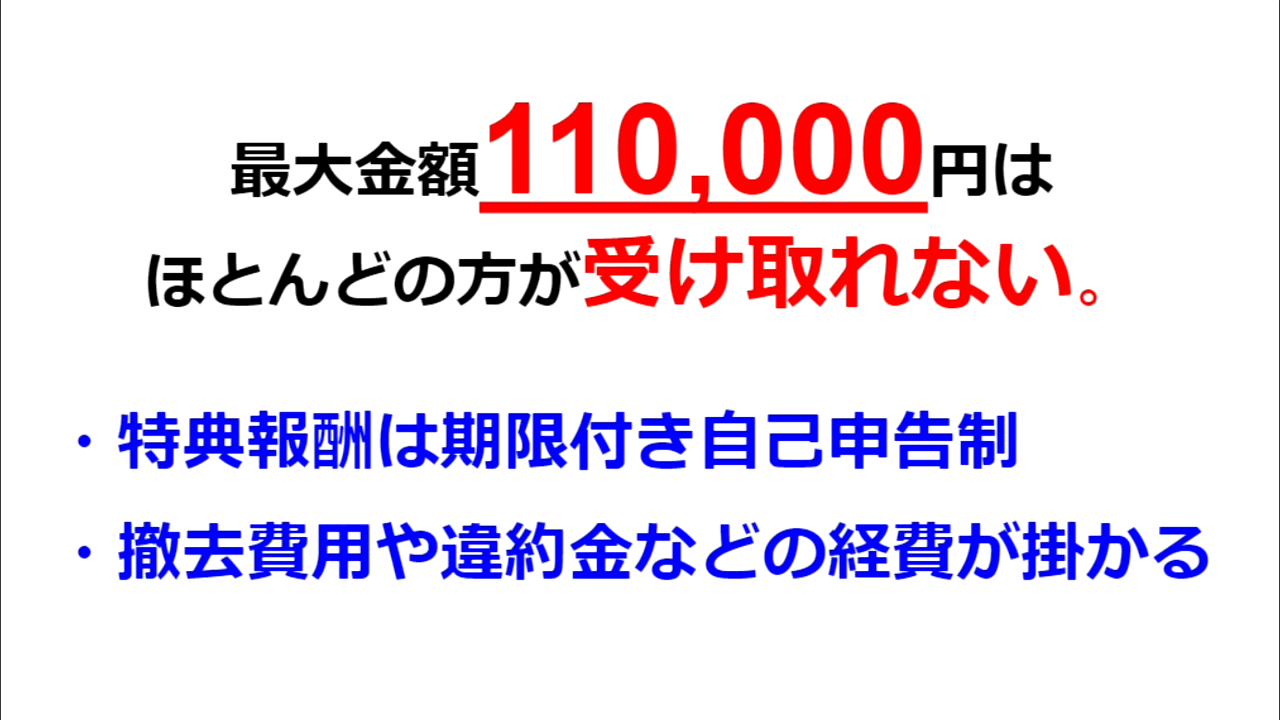 最大金額110,000円は
ほとんどの方が受け取れない。
・特典報酬は期限付き自己申告制
・撤去費用や違約金などの経費が掛かる